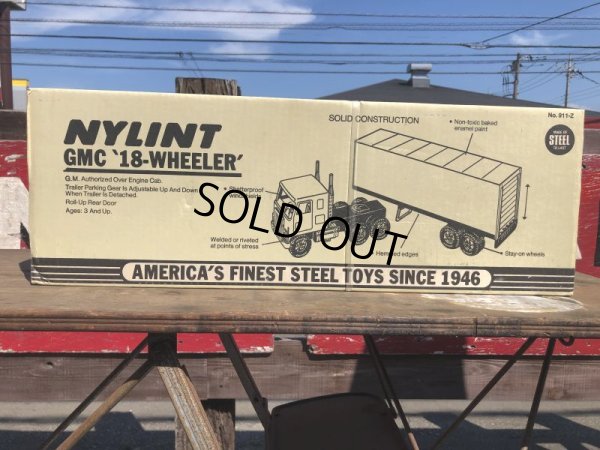 NYLINT
GMC '18-WHEELER'
G.M. Authorized Over Engine Cab.
Trailer Parking Gear Is Adjustable Up And Down
When Trailer Is Detached.
Roll-Up Rear Door
Ages: 3 And Up.
SOLID CONSTRUCTION
• Non-toxic baked
enamel paint
No. 911-Z
MADE OF
STEEL
• Shatterproof
Welded or riveted
at points of stress
Hemmed edges
Stay-on wheels
SOLD OUT
AMERICA'S FINEST STEEL TOYS SINCE 1946